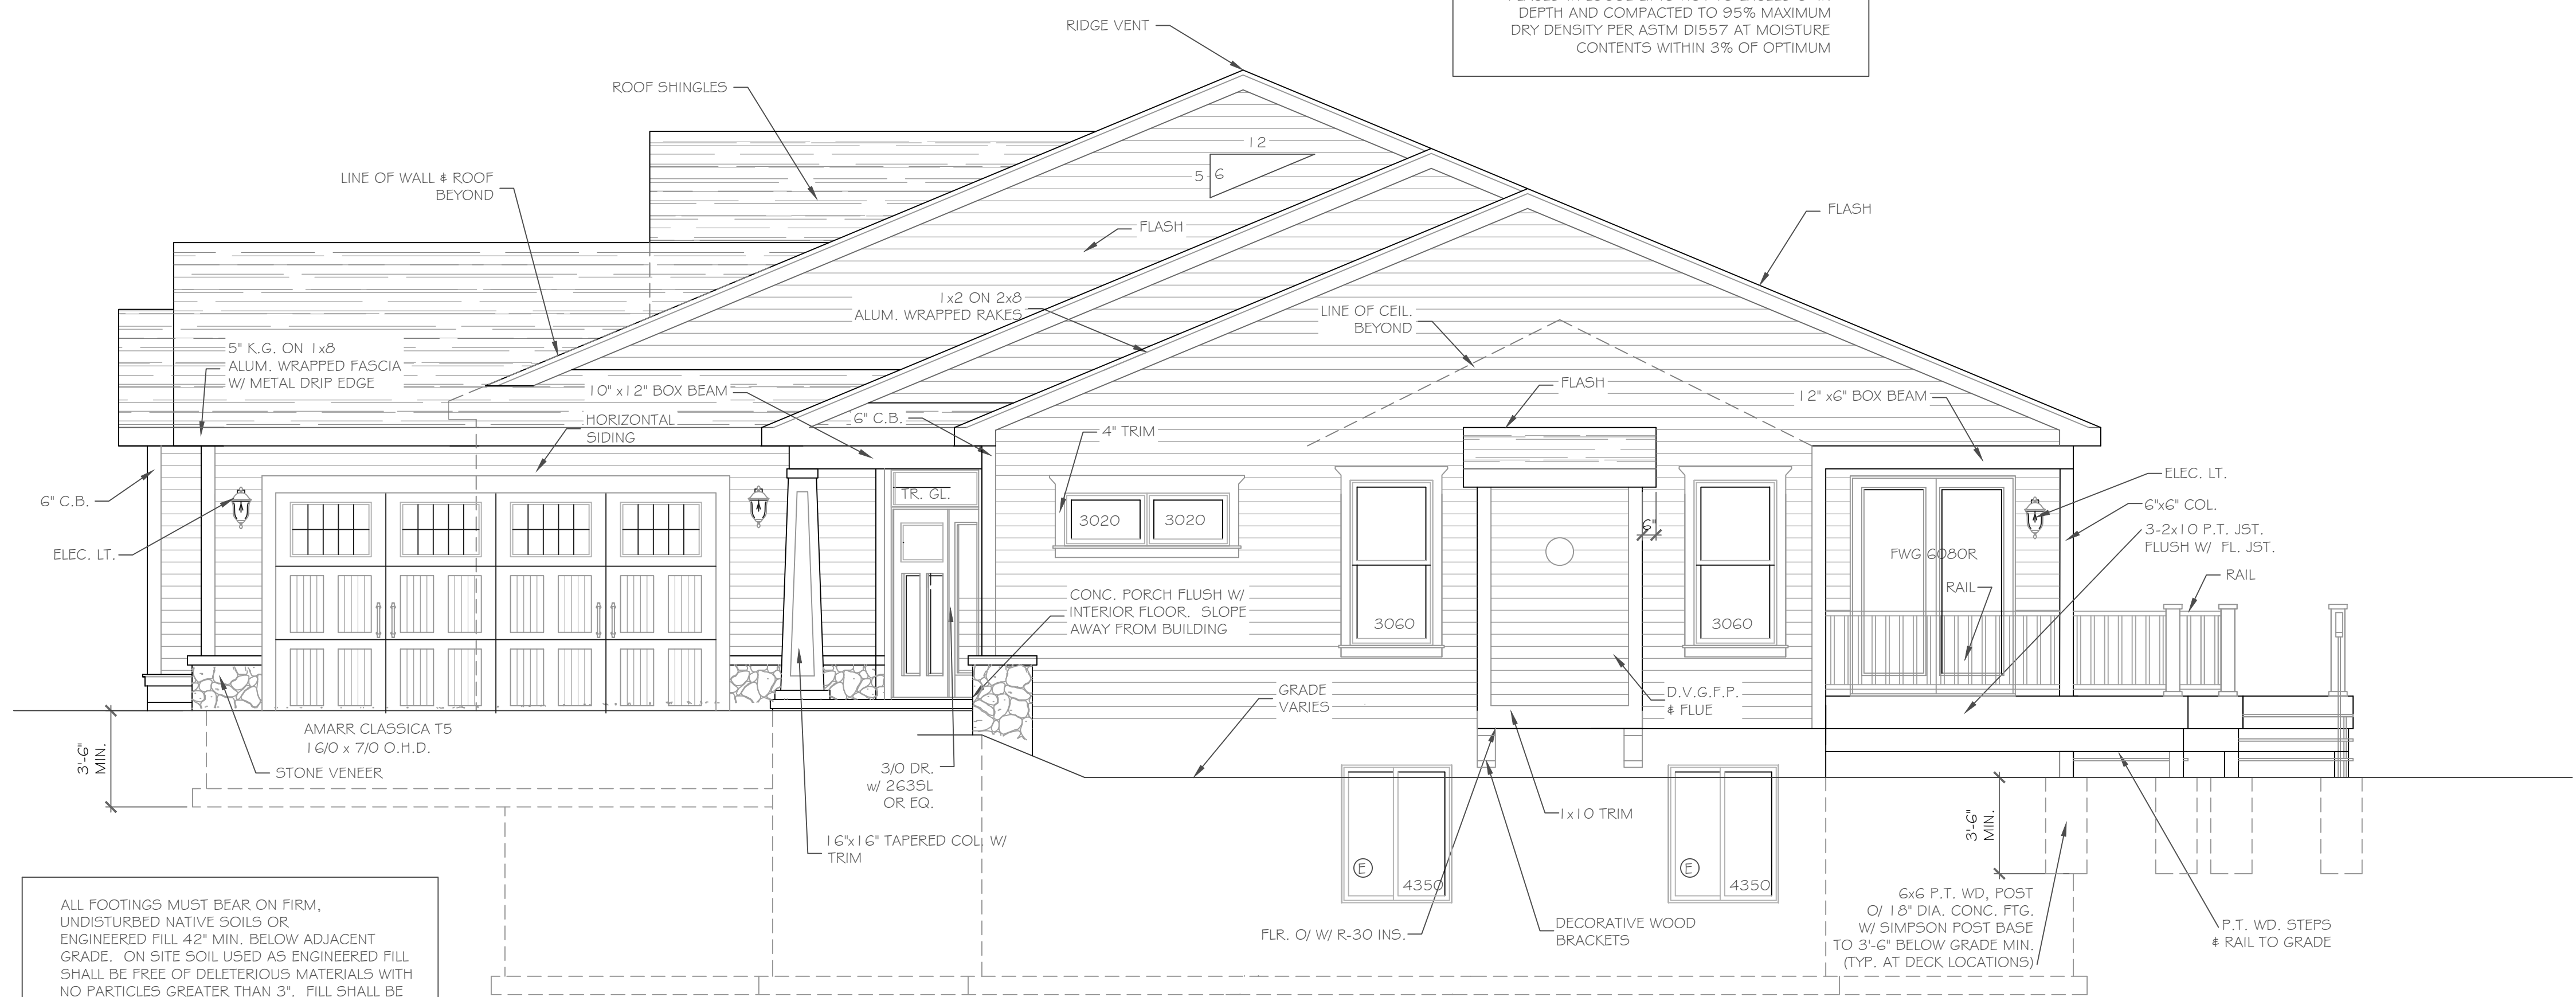 DEPTH AND COMPACTED TO 95% MAXIMUM
DRY DENSITY PER ASTM D1557 AT MOISTURE
CONTENTS WITHIN 3% OF OPTIMUM
RIDGE VENT
ROOF SHINGLES
LINE OF WALL & ROOF
BEYOND
12
5
6
FLASH
FLASH
1x2 ON 2x8
ALUM. WRAPPED RAKES
LINE OF CEIL.
BEYOND
5" K.G. ON 1x8
ALUM. WRAPPED FASCIA
W/ METAL DRIP EDGE
10" x12" BOX BEAM
HORIZONTAL
SIDING
6" C.B.
4" TRIM
FLASH
12" x6" BOX BEAM
6" C.B.
ELEC. LT.
TR. GL.
3020
3020
6"
ELEC. LT.
6"x6" COL.
3-2x10 P.T. JST.
FLUSH W/ FL. JST.
FWG 6080R
RAIL
RAIL
CONC. PORCH FLUSH W/
INTERIOR FLOOR. SLOPE
AWAY FROM BUILDING
3060
3060
GRADE
VARIES
D.V.G.F.P.
& FLUE
AMARR CLASSICA T5
16/0 x 7/0 O.H.D.
3'-6"
MIN.
STONE VENEER
3/0 DR.
w/ 2635L
OR EQ.
16"x16" TAPERED COL. W/
TRIM
1x10 TRIM
3'-6"
MIN.
E
4350
E
4350
FLR. O/ W/ R-30 INS.
DECORATIVE WOOD
BRACKETS
6x6 P.T. WD, POST
O/ 18" DIA. CONC. FTG.
W/ SIMPSON POST BASE
TO 3'-6" BELOW GRADE MIN.
(TYP. AT DECK LOCATIONS)
P.T. WD. STEPS
& RAIL TO GRADE
ALL FOOTINGS MUST BEAR ON FIRM,
UNDISTURBED NATIVE SOILS OR
ENGINEERED FILL 42" MIN. BELOW ADJACENT
GRADE. ON SITE SOIL USED AS ENGINEERED FILL
SHALL BE FREE OF DELETERIOUS MATERIALS WITH
NO PARTICLES GREATER THAN 3". FILL SHALL BE